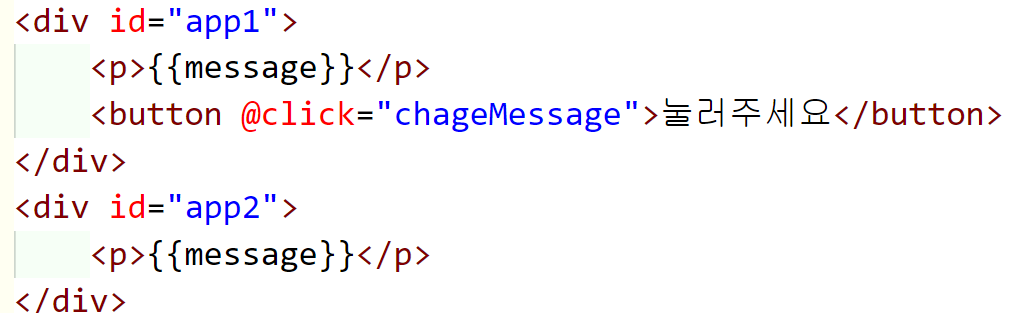 <div id="app1">
<p>{{message}}</p>
<button @click="chageMessage">눌러주세요</button>
</div>
<div id="app2">
<p>{{message}}</p>
</div>